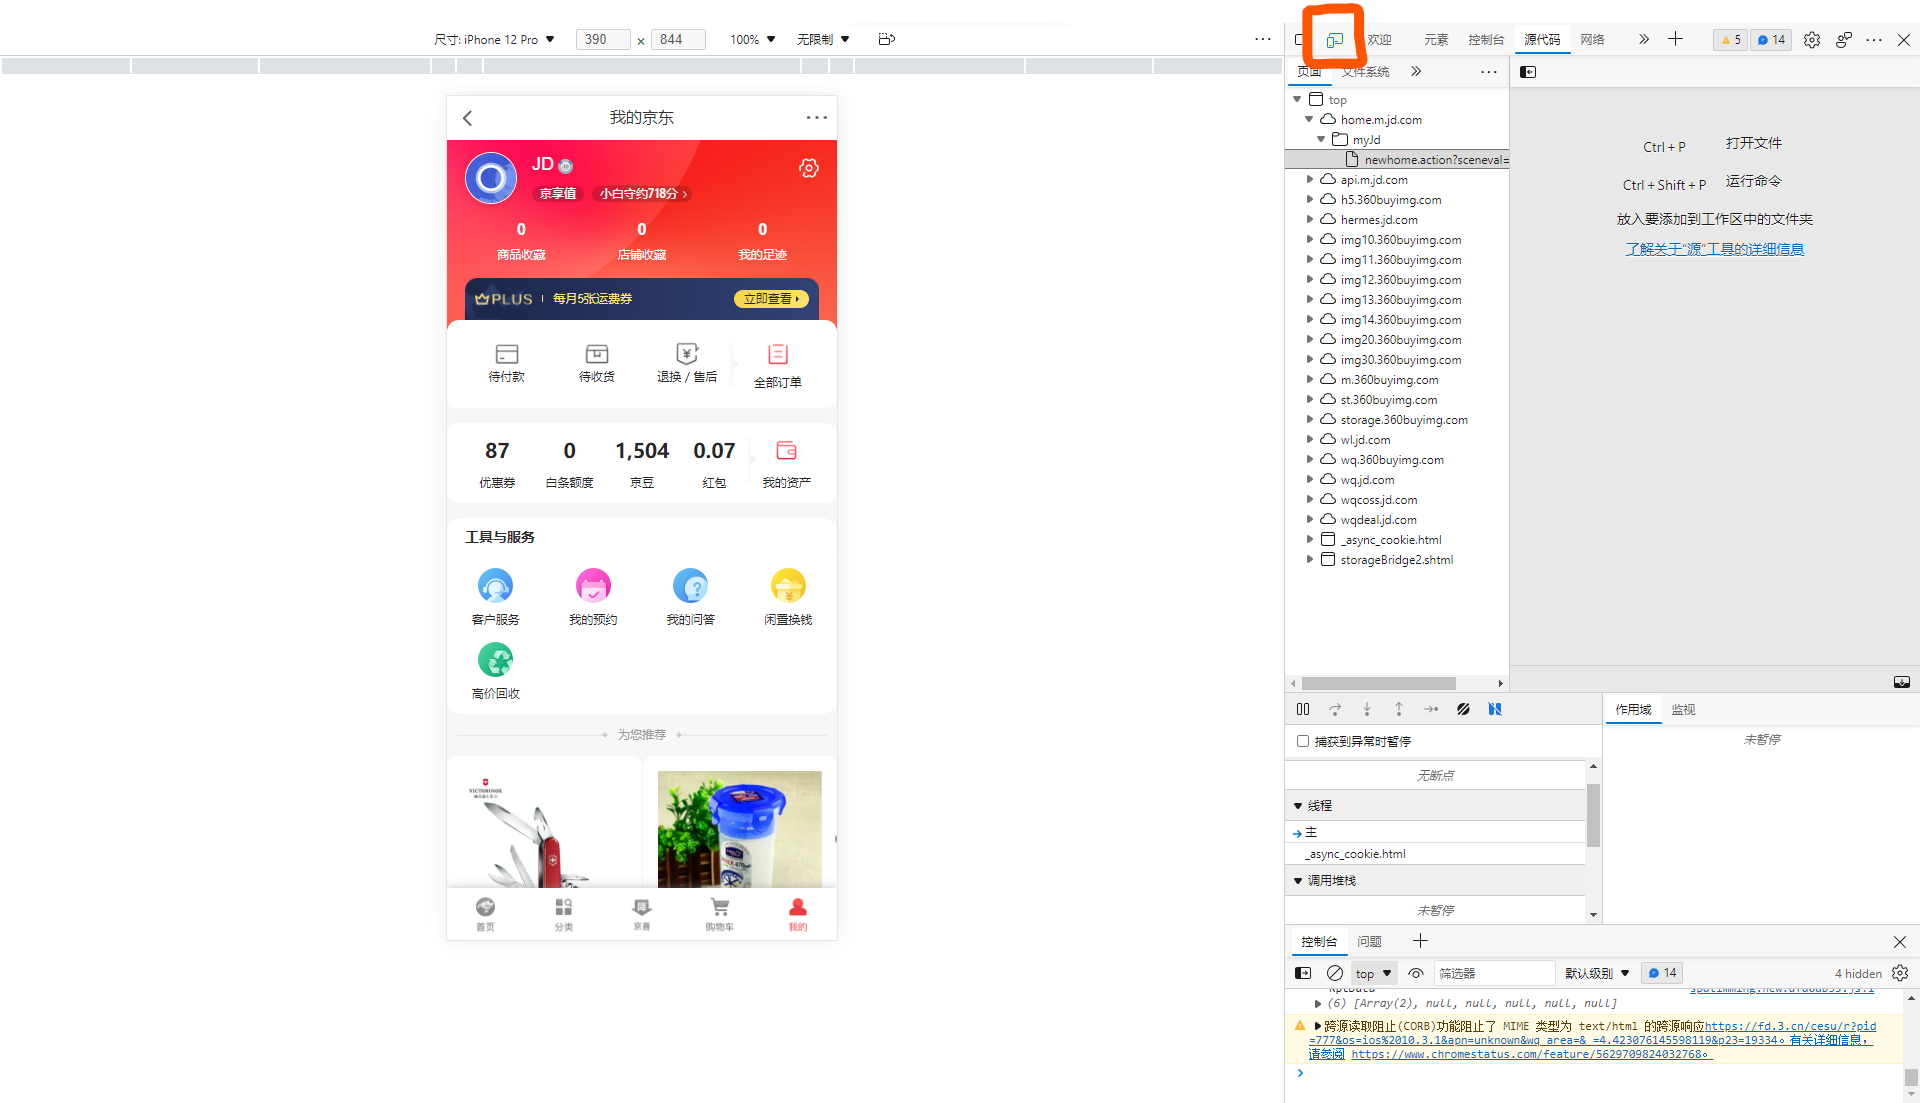 尺寸: iPhone 12 Pro ▼ 390 × 844 100% ▼ 无限制 ▼
欢迎 元素 控制台 源代码 网络 5 14
页面 文件系统
我的京东
JD
京享值 小白守约718分
0 0 0
商品收藏 店铺收藏 我的足迹
PLUS 每月5张运费券 立即查看
待付款 待收货 退换 / 售后 全部订单
87 0 1,504 0.07
优惠券 白条额度 京豆 红包 我的资产
工具与服务
客户服务 我的预约 我的问答 闲置换钱
高价回收
为您推荐
VICTORINOX
首页 分类 京喜 购物车 我的
top
home.m.jd.com
myJd
newhome.action?sceneval=
api.m.jd.com
h5.360buyimg.com
hermes.jd.com
img10.360buyimg.com
img11.360buyimg.com
img12.360buyimg.com
img13.360buyimg.com
img14.360buyimg.com
img20.360buyimg.com
img30.360buyimg.com
m.360buyimg.com
st.360buyimg.com
storage.360buyimg.com
wl.jd.com
wq.360buyimg.com
wq.jd.com
wqcoss.jd.com
wqdeal.jd.com
_async_cookie.html
storageBridge2.shtml
Ctrl + P 打开文件
Ctrl + Shift + P 运行命令
放入要添加到工作区中的文件夹
了解关于“源”工具的详细信息
作用域 监视
未暂停
捕获到异常时暂停
无断点
线程
主
_async_cookie.html
调用堆栈
未暂停
控制台 问题
top ▼ 筛选器 默认级别 ▼ 14 4 hidden
(6) [Array(2), null, null, null, null, null]
跨源读取阻止(CORB)功能阻止了 MIME 类型为 text/html 的跨源响应https://fd.3.cn/cesu/r?pid
=777&os=ios%2010.3.1&apn=unknown&wq_area=&_=4.423076145598119&p23=19334。有关详细信息，
请参阅 https://www.chromestatus.com/feature/5629709824032768。